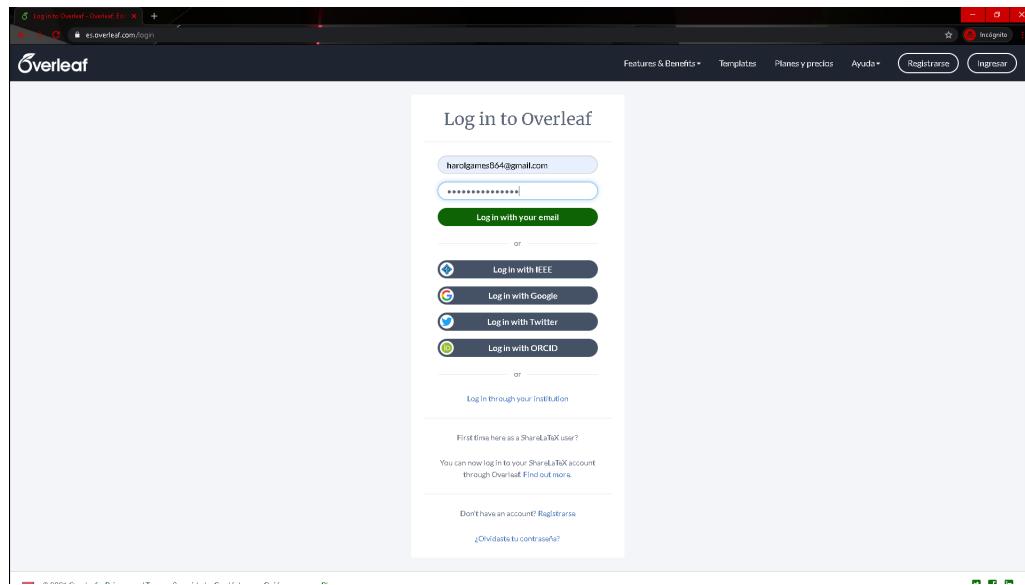 Log in to Overleaf - Overleaf, Edi
es.overleaf.com/login
Incógnito
Overleaf
Features & Benefits
Templates
Planes y precios
Ayuda
Registrarse
Ingresar
Log in to Overleaf
harolgames864@gmail.com
Log in with your email
or
Log in with IEEE
Log in with Google
Log in with Twitter
iD
Log in with ORCID
or
Log in through your institution
First time here as a ShareLaTeX user?
You can now log in to your ShareLaTeX account
through Overleaf. Find out more.
Don't have an account? Registrarse
¿Olvidaste tu contraseña?